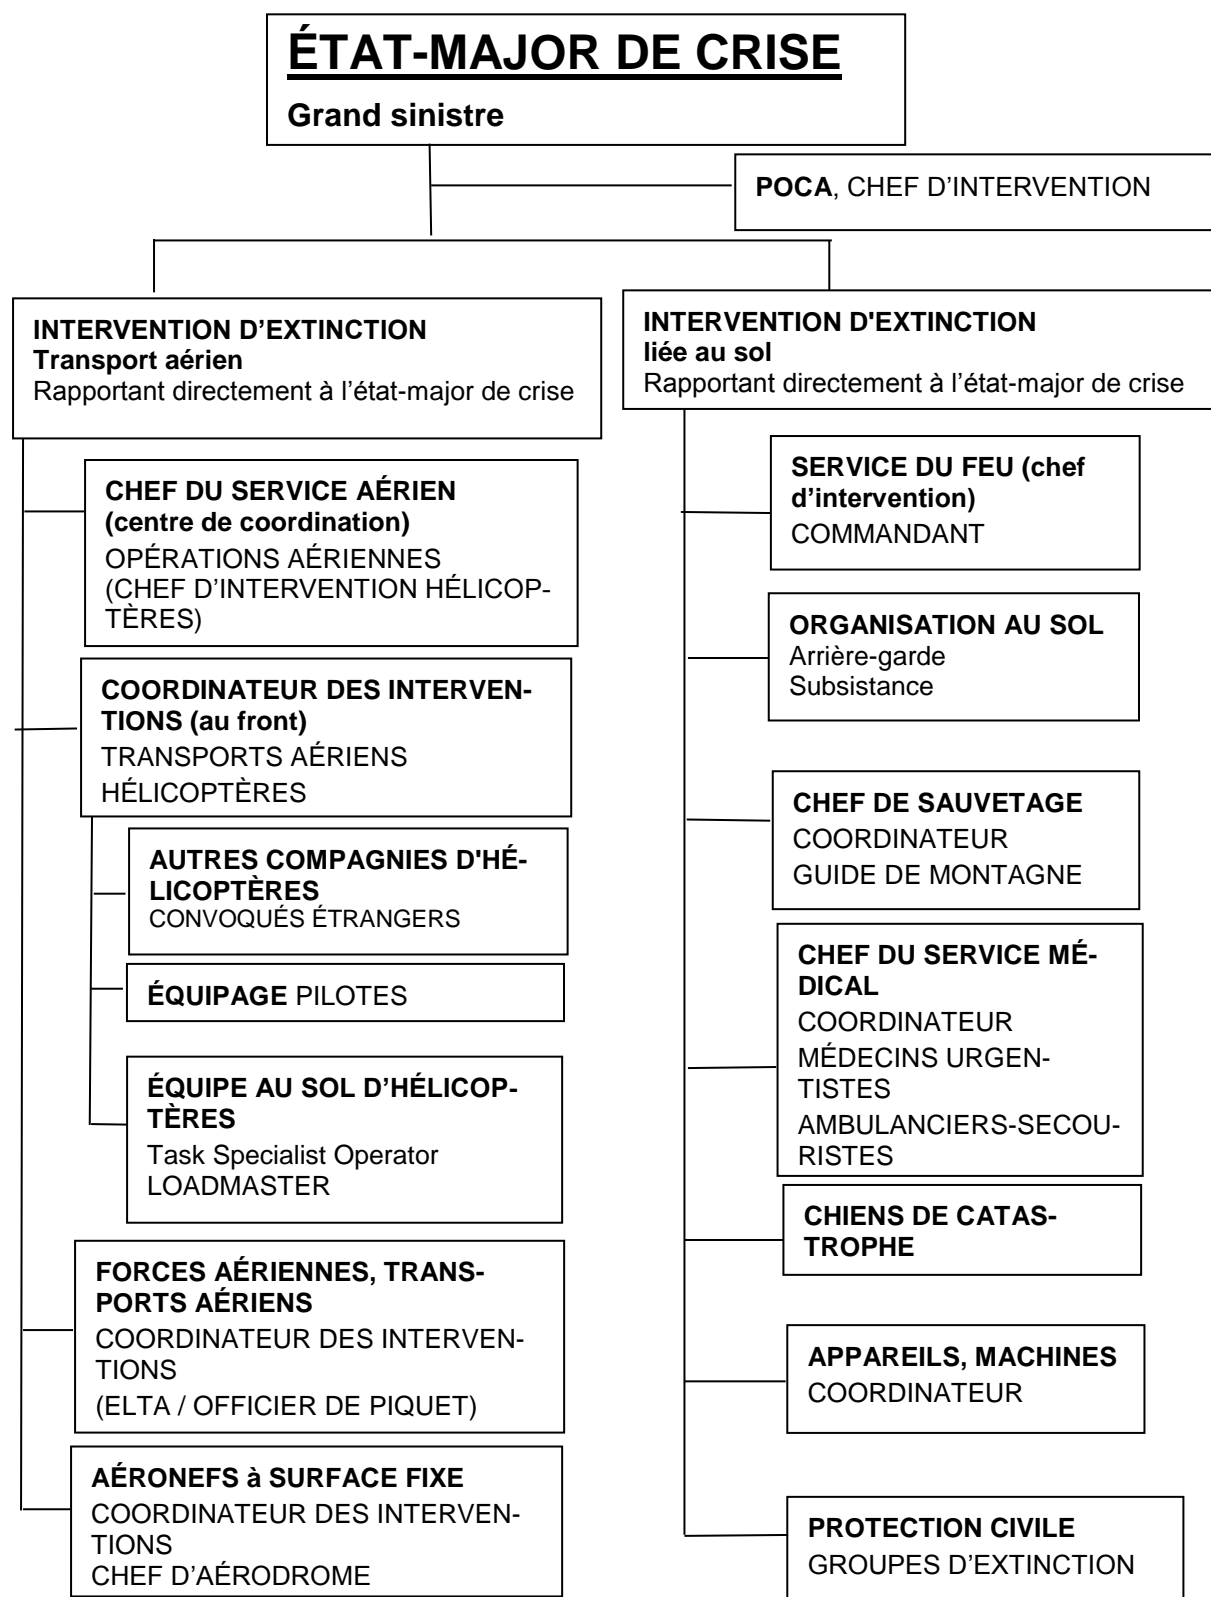 ÉTAT-MAJOR DE CRISE
Grand sinistre
POCA, CHEF D’INTERVENTION
INTERVENTION D’EXTINCTION
Transport aérien
Rapportant directement à l’état-major de crise
CHEF DU SERVICE AÉRIEN
(centre de coordination)
OPÉRATIONS AÉRIENNES
(CHEF D’INTERVENTION HÉLICOP-
TÈRES)
COORDINATEUR DES INTERVEN-
TIONS (au front)
TRANSPORTS AÉRIENS
HÉLICOPTÈRES
AUTRES COMPAGNIES D'HÉ-
LICOPTÈRES
CONVOQUÉS ÉTRANGERS
ÉQUIPAGE PILOTES
ÉQUIPE AU SOL D’HÉLICOP-
TÈRES
Task Specialist Operator
LOADMASTER
FORCES AÉRIENNES, TRANS-
PORTS AÉRIENS
COORDINATEUR DES INTERVEN-
TIONS
(ELTA / OFFICIER DE PIQUET)
AÉRONEFS à SURFACE FIXE
COORDINATEUR DES INTERVEN-
TIONS
CHEF D’AÉRODROME
INTERVENTION D'EXTINCTION
liée au sol
Rapportant directement à l’état-major de crise
SERVICE DU FEU (chef
d’intervention)
COMMANDANT
ORGANISATION AU SOL
Arrière-garde
Subsistance
CHEF DE SAUVETAGE
COORDINATEUR
GUIDE DE MONTAGNE
CHEF DU SERVICE MÉ-
DICAL
COORDINATEUR
MÉDECINS URGEN-
TISTES
AMBULANCIERS-SECOU-
RISTES
CHIENS DE CATAS-
TROPHE
APPAREILS, MACHINES
COORDINATEUR
PROTECTION CIVILE
GROUPES D’EXTINCTION